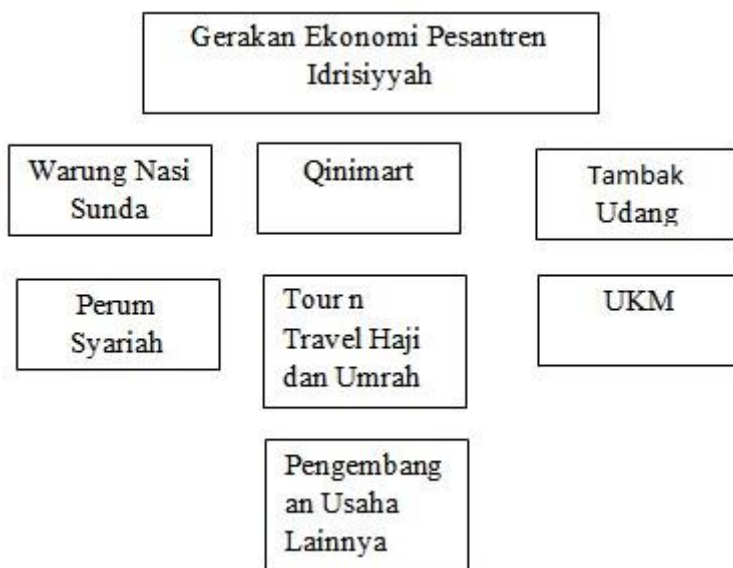 Gerakan Ekonomi Pesantren
Idrisiyyah
Warung Nasi
Sunda
Qinimart
Tambak
Udang
Perum
Syariah
Tour n
Travel Haji
dan Umrah
UKM
Pengembang
an Usaha
Lainnya